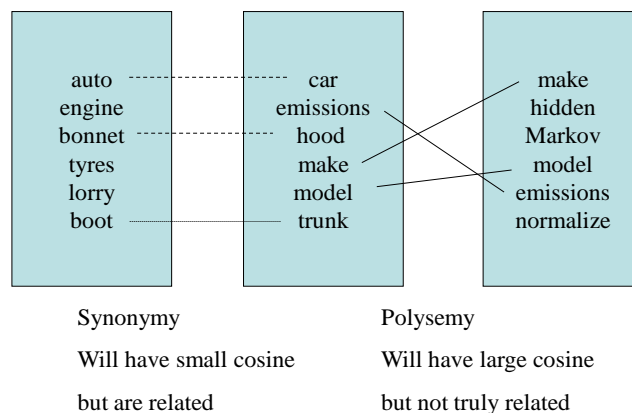 auto
engine
bonnet
tyres
lorry
boot
car
emissions
hood
make
model
trunk
make
hidden
Markov
model
emissions
normalize
Synonymy
Will have small cosine
but are related
Polysemy
Will have large cosine
but not truly related